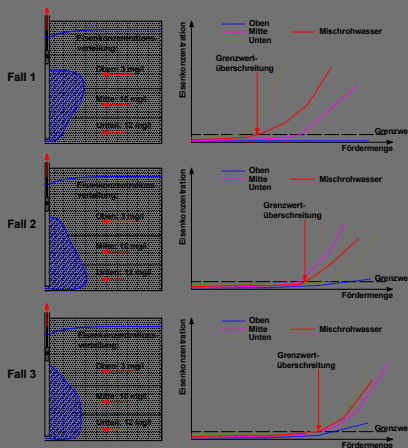 Fall 1
Eisenkonzentrations-
verteilung:
Oben: 3 mg/l
Mitte: 10 mg/l
Unten: 12 mg/l
Eisenkonzentration
Oben
Mitte
Unten
Mischrohwasser
Grenzwert-
überschreitung
Grenzwe
Fördermenge
Fall 2
Eisenkonzentrations-
verteilung:
Oben: 3 mg/l
Mitte: 10 mg/l
Unten: 12 mg/l
Eisenkonzentration
Oben
Mitte
Unten
Mischrohwasser
Grenzwert-
überschreitung
Grenzwe
Fördermenge
Fall 3
Eisenkonzentrations-
verteilung:
Oben: 3 mg/l
Mitte: 10 mg/l
Unten: 12 mg/l
Eisenkonzentration
Oben
Mitte
Unten
Mischrohwasser
Grenzwert-
überschreitung
Grenzwe
Fördermenge